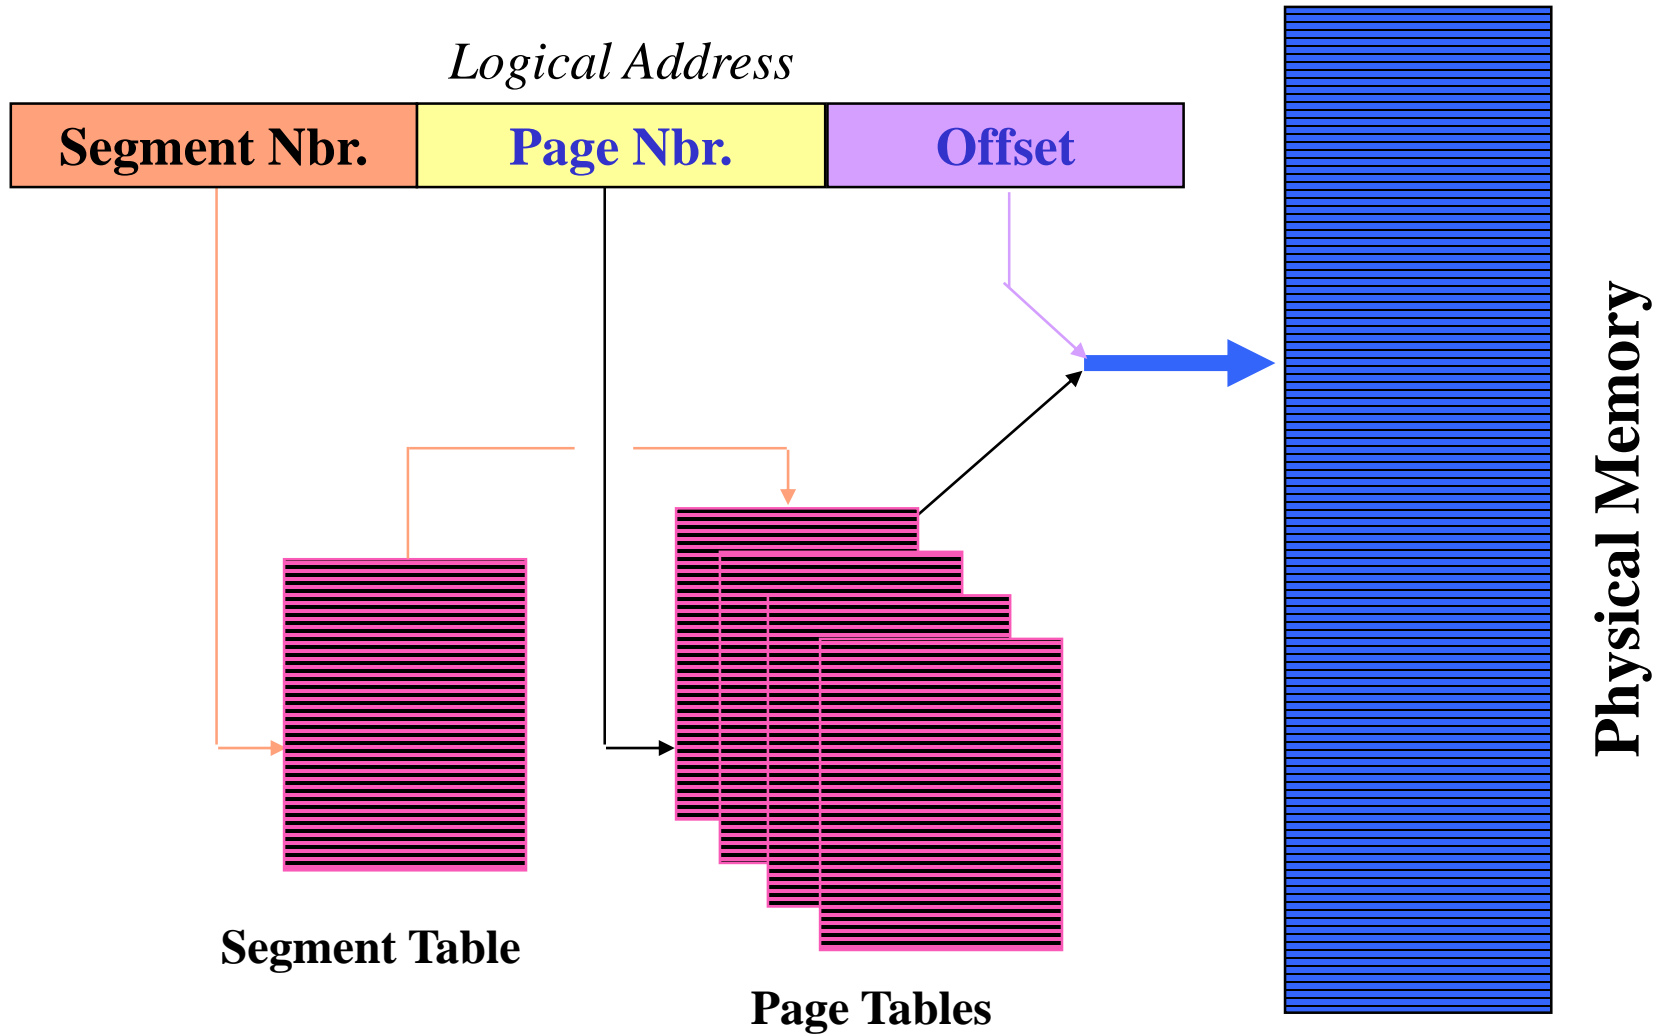 Logical Address
Segment Nbr.
Page Nbr.
Offset
Physical Memory
Segment Table
Page Tables